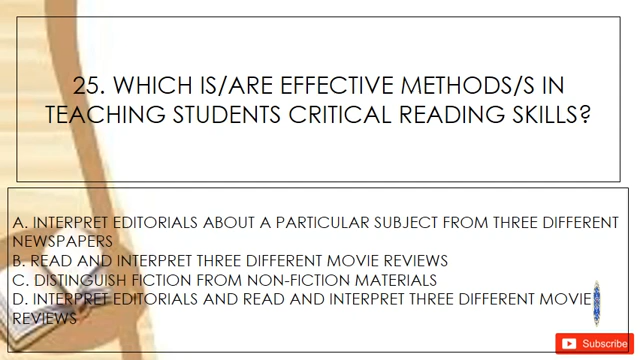 25. WHICH IS/ARE EFFECTIVE METHODS/S IN
TEACHING STUDENTS CRITICAL READING SKILLS?
A. INTERPRET EDITORIALS ABOUT A PARTICULAR SUBJECT FROM THREE DIFFERENT
NEWSPAPERS
B. READ AND INTERPRET THREE DIFFERENT MOVIE REVIEWS
C. DISTINGUISH FICTION FROM NON-FICTION MATERIALS
D. INTERPRET EDITORIALS AND READ AND INTERPRET THREE DIFFERENT MOVIE
REVIEWS
Subscribe